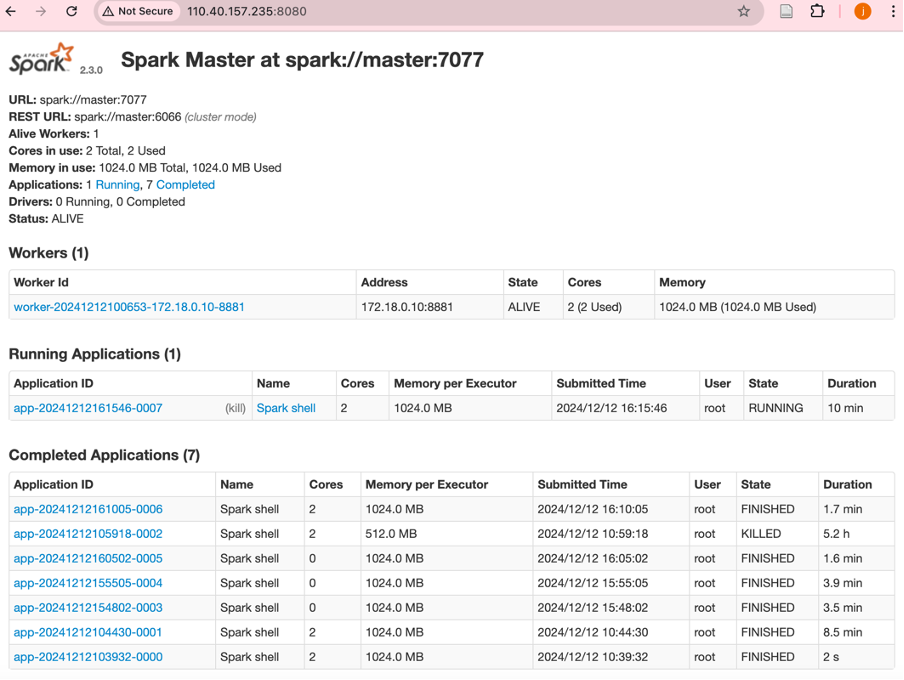 Not Secure 110.40.157.235:8080 j
APACHE Spark 2.3.0 Spark Master at spark://master:7077
URL: spark://master:7077
REST URL: spark://master:6066 (cluster mode)
Alive Workers: 1
Cores in use: 2 Total, 2 Used
Memory in use: 1024.0 MB Total, 1024.0 MB Used
Applications: 1 Running, 7 Completed
Drivers: 0 Running, 0 Completed
Status: ALIVE
Workers (1)
Worker Id Address State Cores Memory
worker-20241212100653-172.18.0.10-8881 172.18.0.10:8881 ALIVE 2 (2 Used) 1024.0 MB (1024.0 MB Used)
Running Applications (1)
Application ID Name Cores Memory per Executor Submitted Time User State Duration
app-20241212161546-0007 (kill) Spark shell 2 1024.0 MB 2024/12/12 16:15:46 root RUNNING 10 min
Completed Applications (7)
Application ID Name Cores Memory per Executor Submitted Time User State Duration
app-20241212161005-0006 Spark shell 2 1024.0 MB 2024/12/12 16:10:05 root FINISHED 1.7 min
app-20241212105918-0002 Spark shell 2 512.0 MB 2024/12/12 10:59:18 root KILLED 5.2 h
app-20241212160502-0005 Spark shell 0 1024.0 MB 2024/12/12 16:05:02 root FINISHED 1.6 min
app-20241212155505-0004 Spark shell 0 1024.0 MB 2024/12/12 15:55:05 root FINISHED 3.9 min
app-20241212154802-0003 Spark shell 0 1024.0 MB 2024/12/12 15:48:02 root FINISHED 3.5 min
app-20241212104430-0001 Spark shell 2 1024.0 MB 2024/12/12 10:44:30 root FINISHED 8.5 min
app-20241212103932-0000 Spark shell 2 1024.0 MB 2024/12/12 10:39:32 root FINISHED 2 s